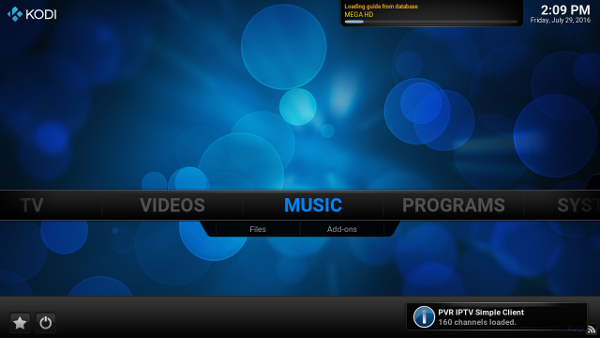 KODI
Loading guide from database
MEGA HD
2:09 PM
Friday, July 29, 2016
TV
VIDEOS
MUSIC
PROGRAMS
SYST
Files
Add-ons
PVR IPTV Simple Client
160 channels loaded.